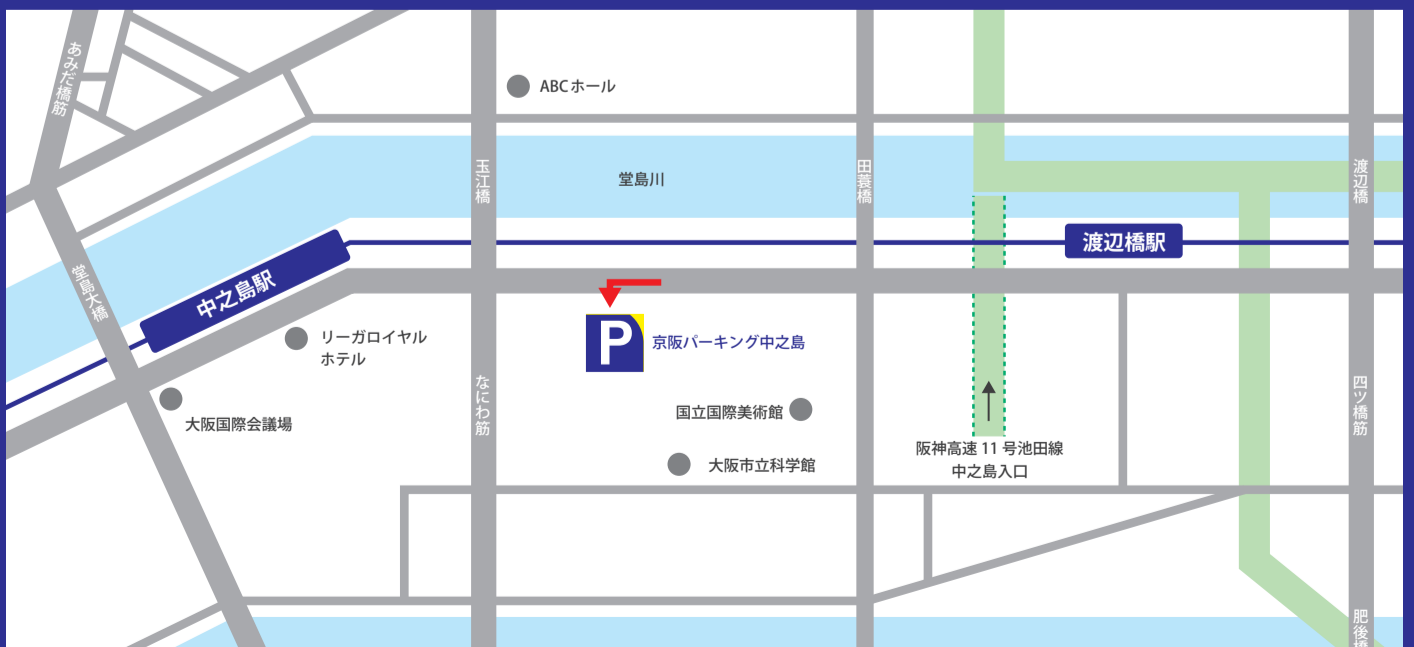 あみだ橋筋
ABCホール
玉江橋
堂島川
田蓑橋
渡辺橋
渡辺橋駅
堂島大橋
中之島駅
リーガロイヤル
ホテル
P
京阪パーキング中之島
なにわ筋
四ツ橋筋
大阪国際会議場
国立国際美術館
大阪市立科学館
阪神高速 11 号池田線
中之島入口
肥後橋